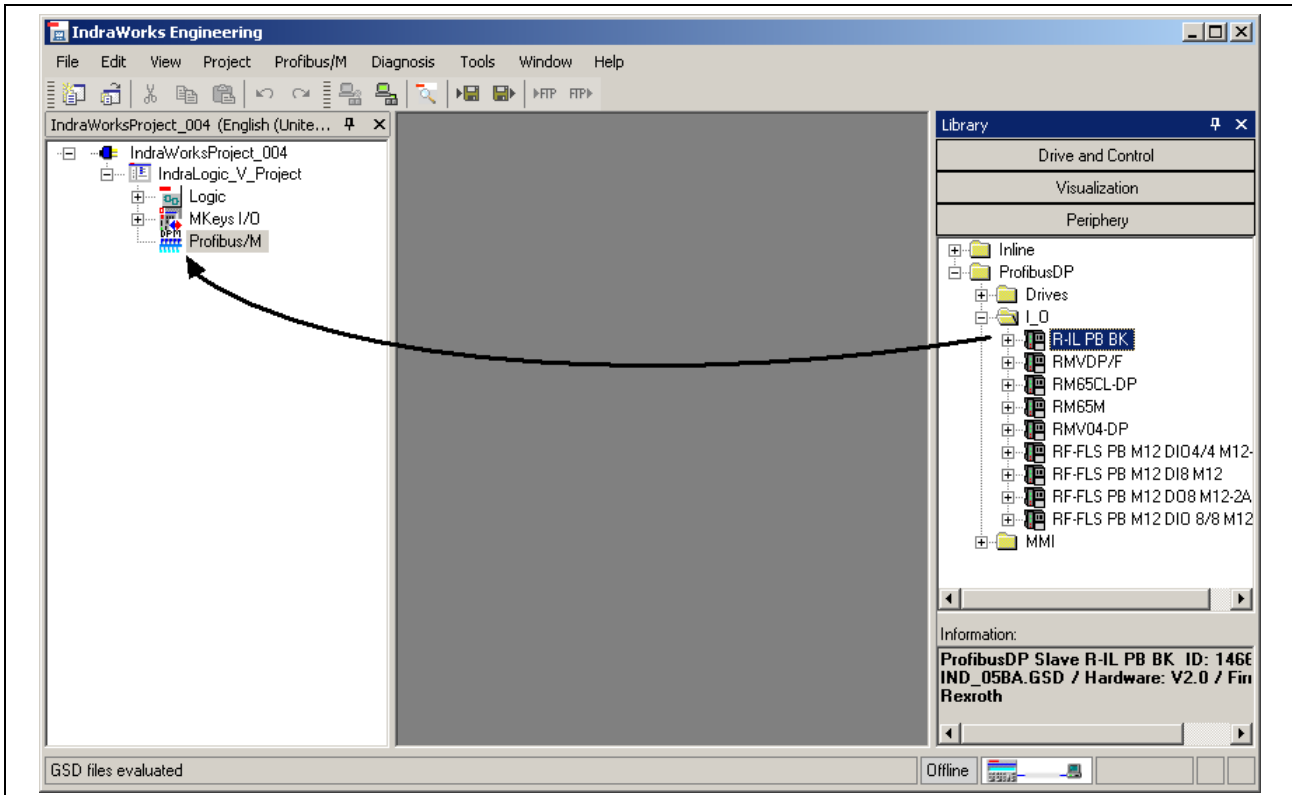 IndraWorks Engineering
File Edit View Project Profibus/M Diagnosis Tools Window Help
FTP FTP
IndraWorksProject_004 (English (Unite...
IndraWorksProject_004
IndraLogic_V_Project
Logic
MKeys I/O
DPM
Profibus/M
Library
Drive and Control
Visualization
Periphery
Inline
ProfibusDP
Drives
I_O
R-IL PB BK
RMVDP/F
RM65CL-DP
RM65M
RMV04-DP
RF-FLS PB M12 DIO4/4 M12-
RF-FLS PB M12 DI8 M12
RF-FLS PB M12 DO8 M12-2A
RF-FLS PB M12 DIO 8/8 M12
MMI
Information:
ProfibusDP Slave R-IL PB BK ID: 1466
IND_05BA.GSD / Hardware: V2.0 / Firm
Rexroth
GSD files evaluated
Offline